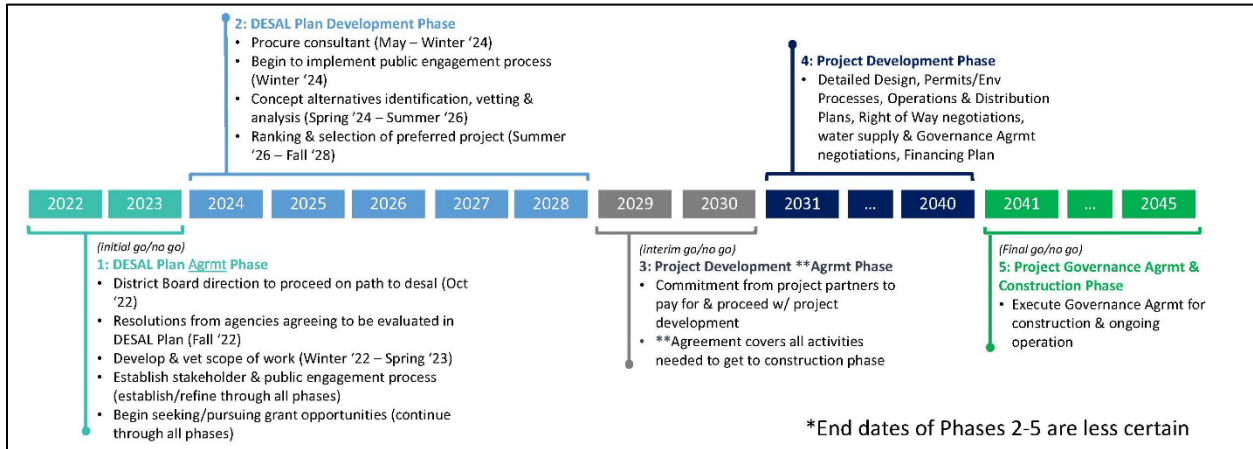 2: DESAL Plan Development Phase
• Procure consultant (May – Winter ‘24)
• Begin to implement public engagement process
(Winter ‘24)
• Concept alternatives identification, vetting &
analysis (Spring ‘24 – Summer ‘26)
• Ranking & selection of preferred project (Summer
‘26 – Fall ‘28)
4: Project Development Phase
• Detailed Design, Permits/Env
Processes, Operations & Distribution
Plans, Right of Way negotiations,
water supply & Governance Agrmt
negotiations, Financing Plan
2022 2023 2024 2025 2026 2027 2028 2029 2030 2031 ... 2040 2041 ... 2045
(initial go/no go)
1: DESAL Plan Agrmt Phase
• District Board direction to proceed on path to desal (Oct
‘22)
• Resolutions from agencies agreeing to be evaluated in
DESAL Plan (Fall ‘22)
• Develop & vet scope of work (Winter ‘22 – Spring ‘23)
• Establish stakeholder & public engagement process
(establish/refine through all phases)
• Begin seeking/pursuing grant opportunities (continue
through all phases)
(interim go/no go)
3: Project Development **Agrmt Phase
• Commitment from project partners to
pay for & proceed w/ project
development
• **Agreement covers all activities
needed to get to construction phase
(Final go/no go)
5: Project Governance Agrmt &
Construction Phase
• Execute Governance Agrmt for
construction & ongoing
operation
*End dates of Phases 2-5 are less certain